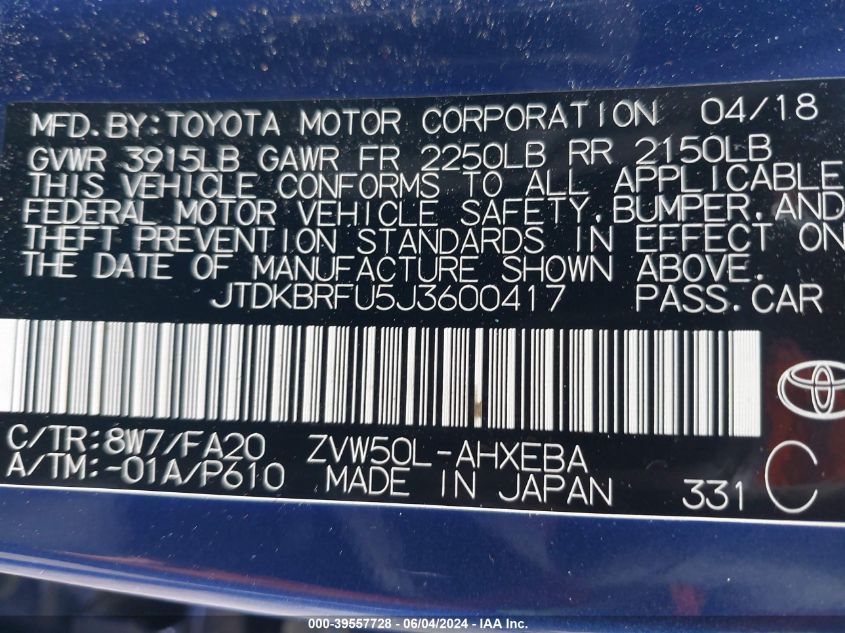 MFD.BY:TOYOTA MOTOR CORPORATION 04/18
GVWR 3915LB GAWR FR 2250LB RR 2150LB
THIS VEHICLE CONFORMS TO ALL APPLICABLE
FEDERAL MOTOR VEHICLE SAFETY,BUMPER,AND
THEFT PREVENTION STANDARDS IN EFFECT ON
THE DATE OF MANUFACTURE SHOWN ABOVE.
JTDKBRFU5J3600417 PASS.CAR
C/TR:8W7/FA20 ZVW50L-AHXEBA
A/TM:-01A/P610 MADE IN JAPAN 331 C
000-39557728 - 06/04/2024 - IAA Inc.